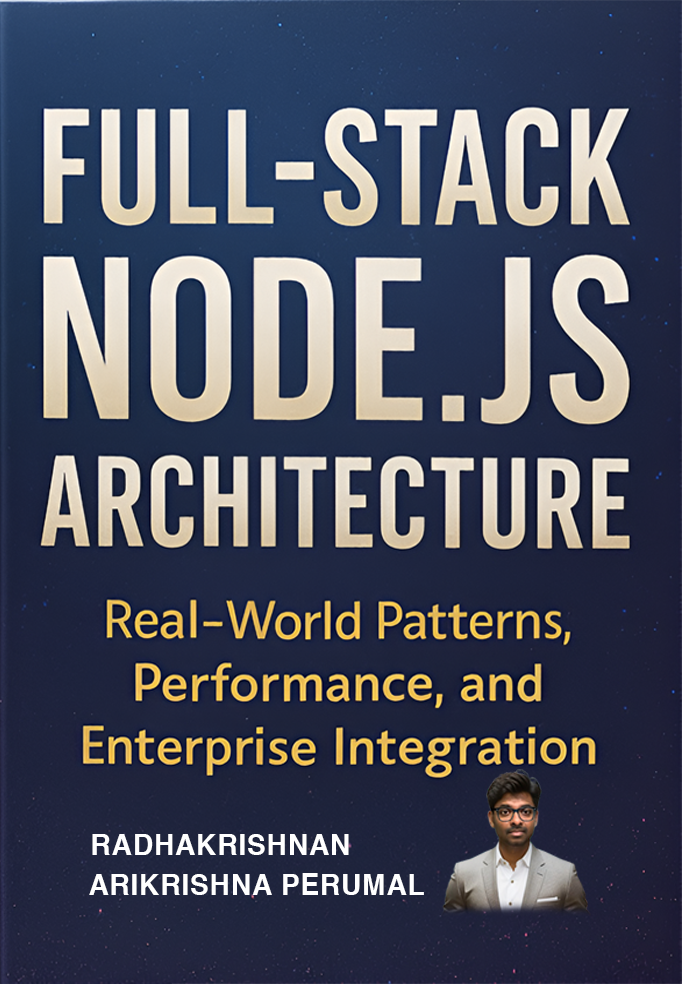 FULL-STACK
NODE.JS
ARCHITECTURE
Real-World Patterns,
Performance, and
Enterprise Integration
RADHAKRISHNAN
ARIKRISHNA PERUMAL